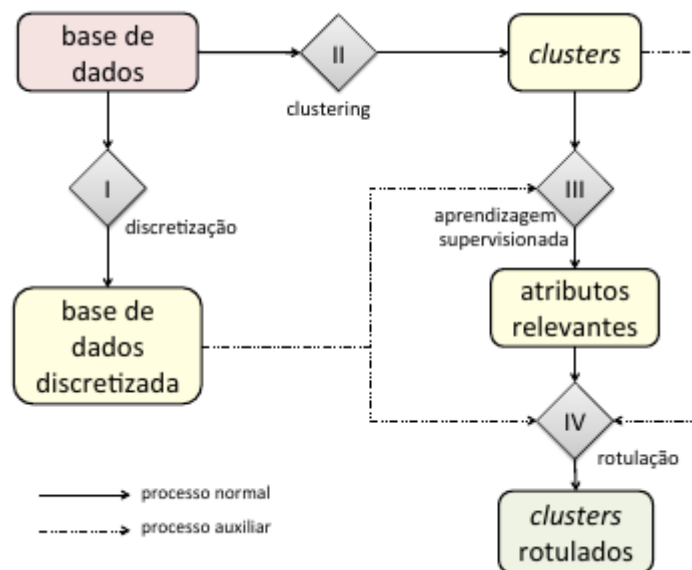 base de
dados
II
clustering
clusters
I
discretização
III
aprendizagem
supervisionada
base de
dados
discretizada
atributos
relevantes
IV
rotulação
processo normal
processo auxiliar
clusters
rotulados